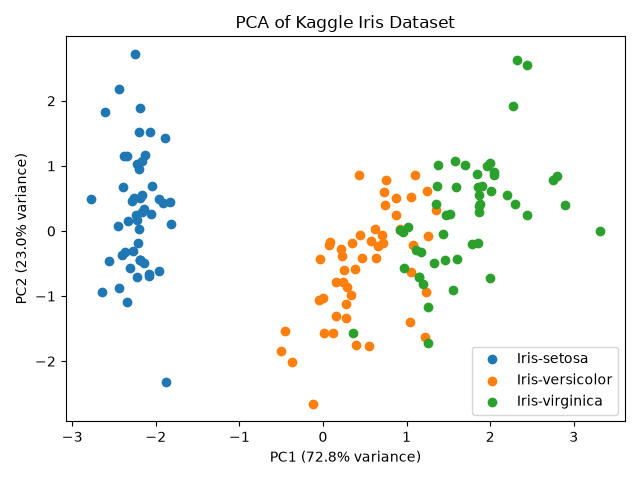 PCA of Kaggle Iris Dataset
PC2 (23.0% variance)
2
1
0
−1
−2
−3
−2
−1
0
1
2
3
PC1 (72.8% variance)
Iris-setosa
Iris-versicolor
Iris-virginica